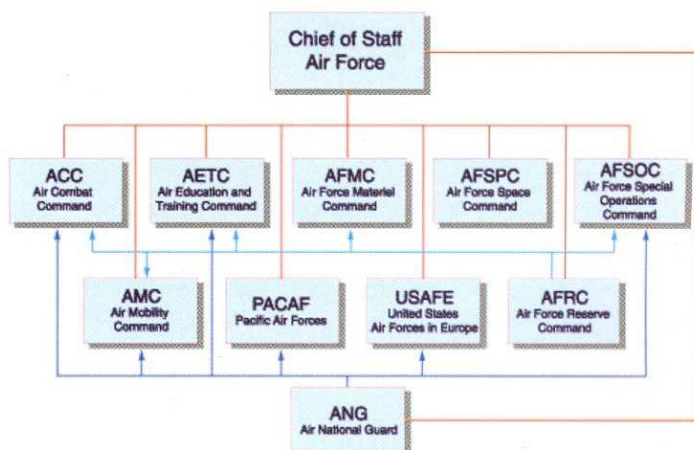 Chief of Staff
Air Force
ACC
Air Combat
Command
AETC
Air Education and
Training Command
AFMC
Air Force Materiel
Command
AFSPC
Air Force Space
Command
AFSOC
Air Force Special
Operations
Command
AMC
Air Mobility
Command
PACAF
Pacific Air Forces
USAFE
United States
Air Forces in Europe
AFRC
Air Force Reserve
Command
ANG
Air National Guard